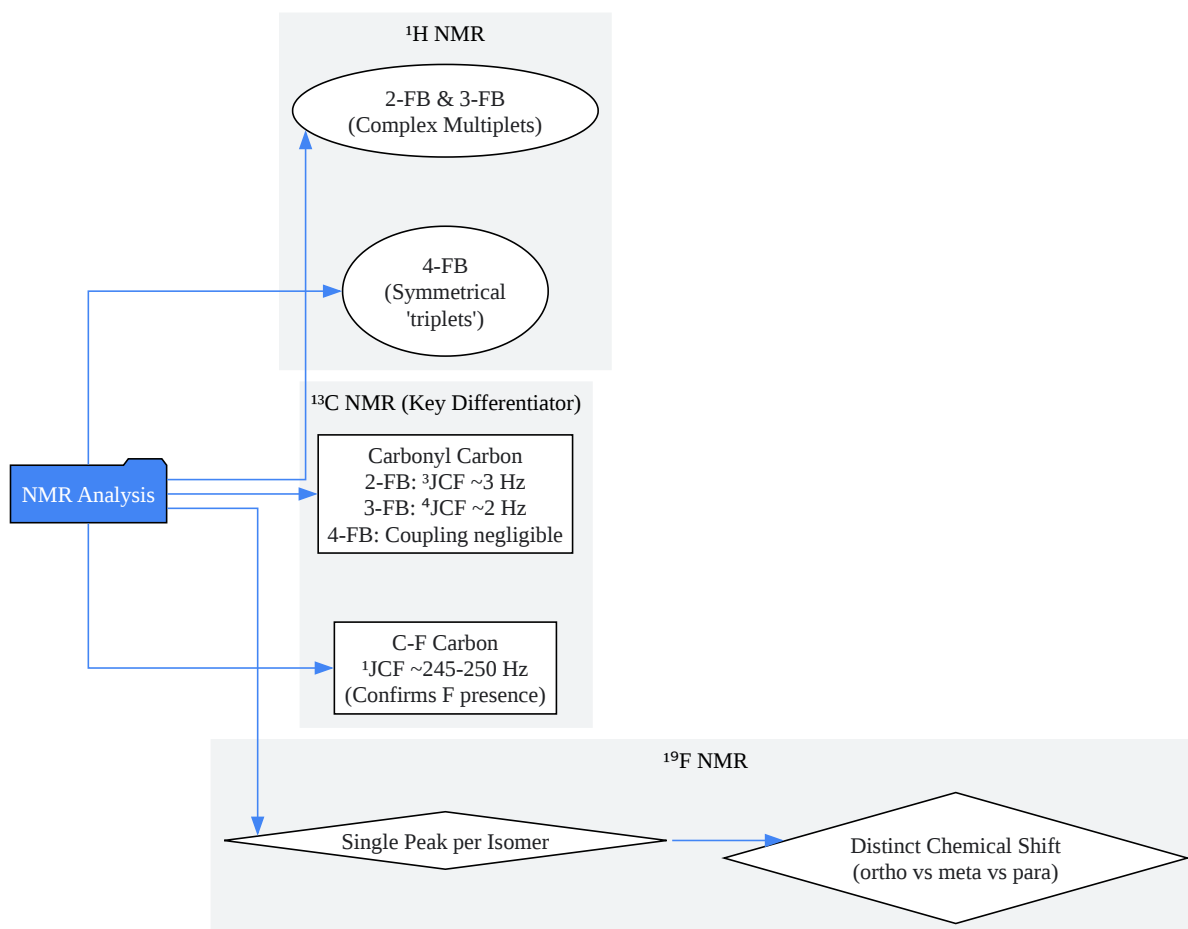 ¹H NMR
2-FB & 3-FB
(Complex Multiplets)
4-FB
(Symmetrical
'triplets')
¹³C NMR (Key Differentiator)
Carbonyl Carbon
2-FB: ³JCF ~3 Hz
3-FB: ⁴JCF ~2 Hz
4-FB: Coupling negligible
NMR Analysis
C-F Carbon
¹JCF ~245-250 Hz
(Confirms F presence)
¹⁹F NMR
Single Peak per Isomer
Distinct Chemical Shift
(ortho vs meta vs para)